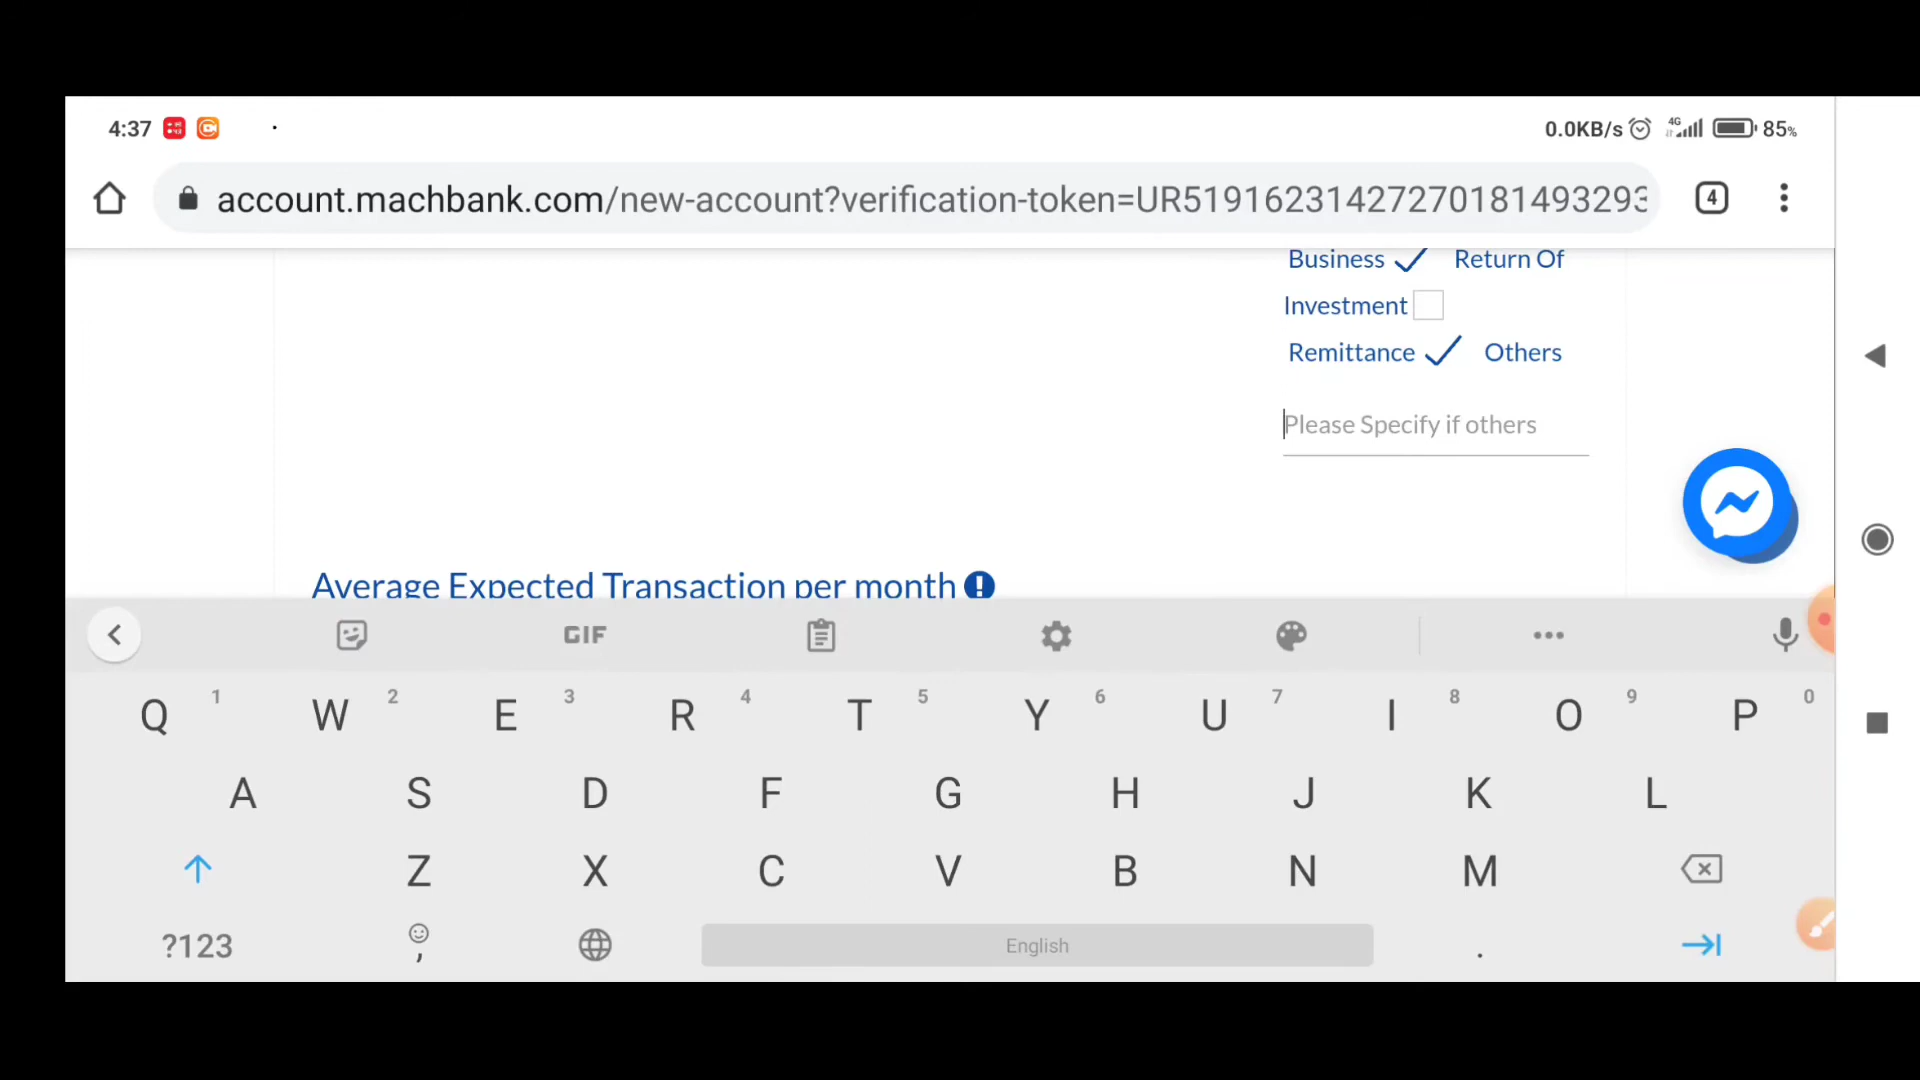 4:37
0.0KB/s 4G 85%
account.machbank.com/new-account?verification-token=UR51916231427270181493293
4
Business Return Of
Investment
Remittance Others
Please Specify if others
Average Expected Transaction per month
GIF
Q 1 W 2 E 3 R 4 T 5 Y 6 U 7 I 8 O 9 P 0
A S D F G H J K L
Z X C V B N M
?123 , English .